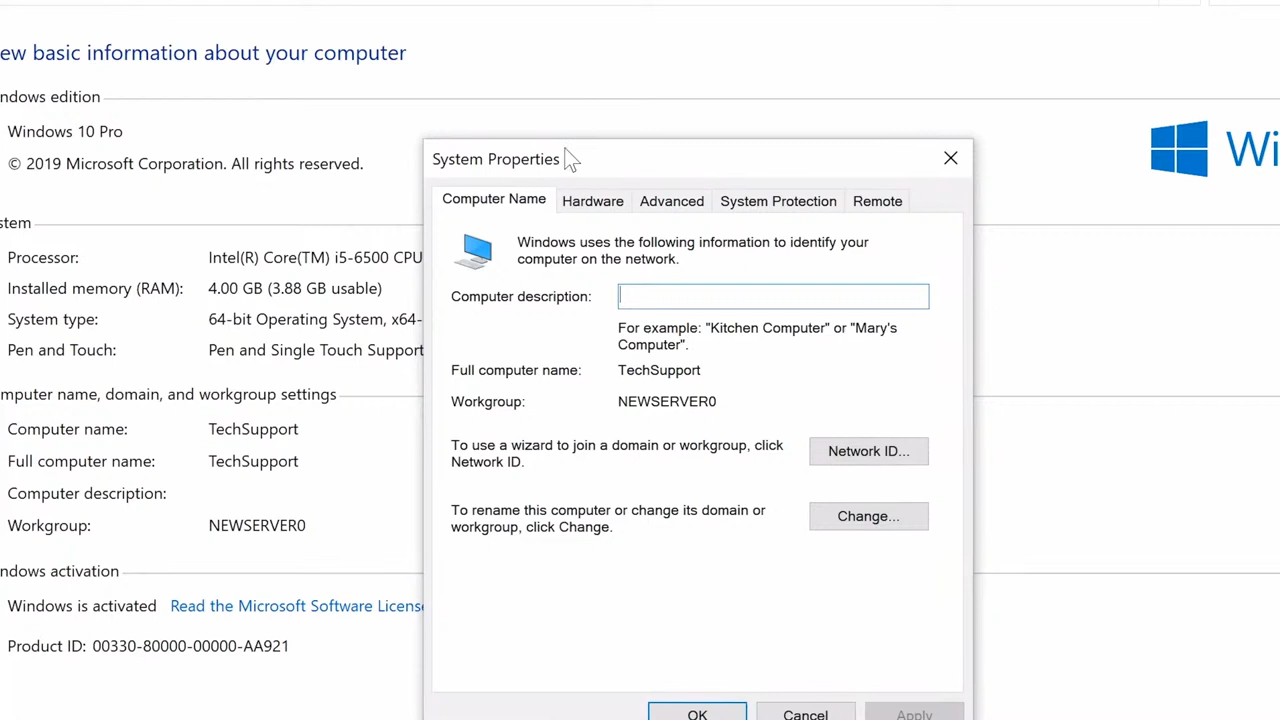 ew basic information about your computer
ndows edition
Windows 10 Pro
© 2019 Microsoft Corporation. All rights reserved.
Wi
stem
Processor: Intel(R) Core(TM) i5-6500 CPU
Installed memory (RAM): 4.00 GB (3.88 GB usable)
System type: 64-bit Operating System, x64-
Pen and Touch: Pen and Single Touch Support
mputer name, domain, and workgroup settings
Computer name: TechSupport
Full computer name: TechSupport
Computer description:
Workgroup: NEWSERVER0
ndows activation
Windows is activated Read the Microsoft Software License
Product ID: 00330-80000-00000-AA921
System Properties
Computer Name Hardware Advanced System Protection Remote
Windows uses the following information to identify your
computer on the network.
Computer description:
For example: "Kitchen Computer" or "Mary's
Computer".
Full computer name: TechSupport
Workgroup: NEWSERVER0
To use a wizard to join a domain or workgroup, click
Network ID.
Network ID...
To rename this computer or change its domain or
workgroup, click Change.
Change...
OK Cancel Apply